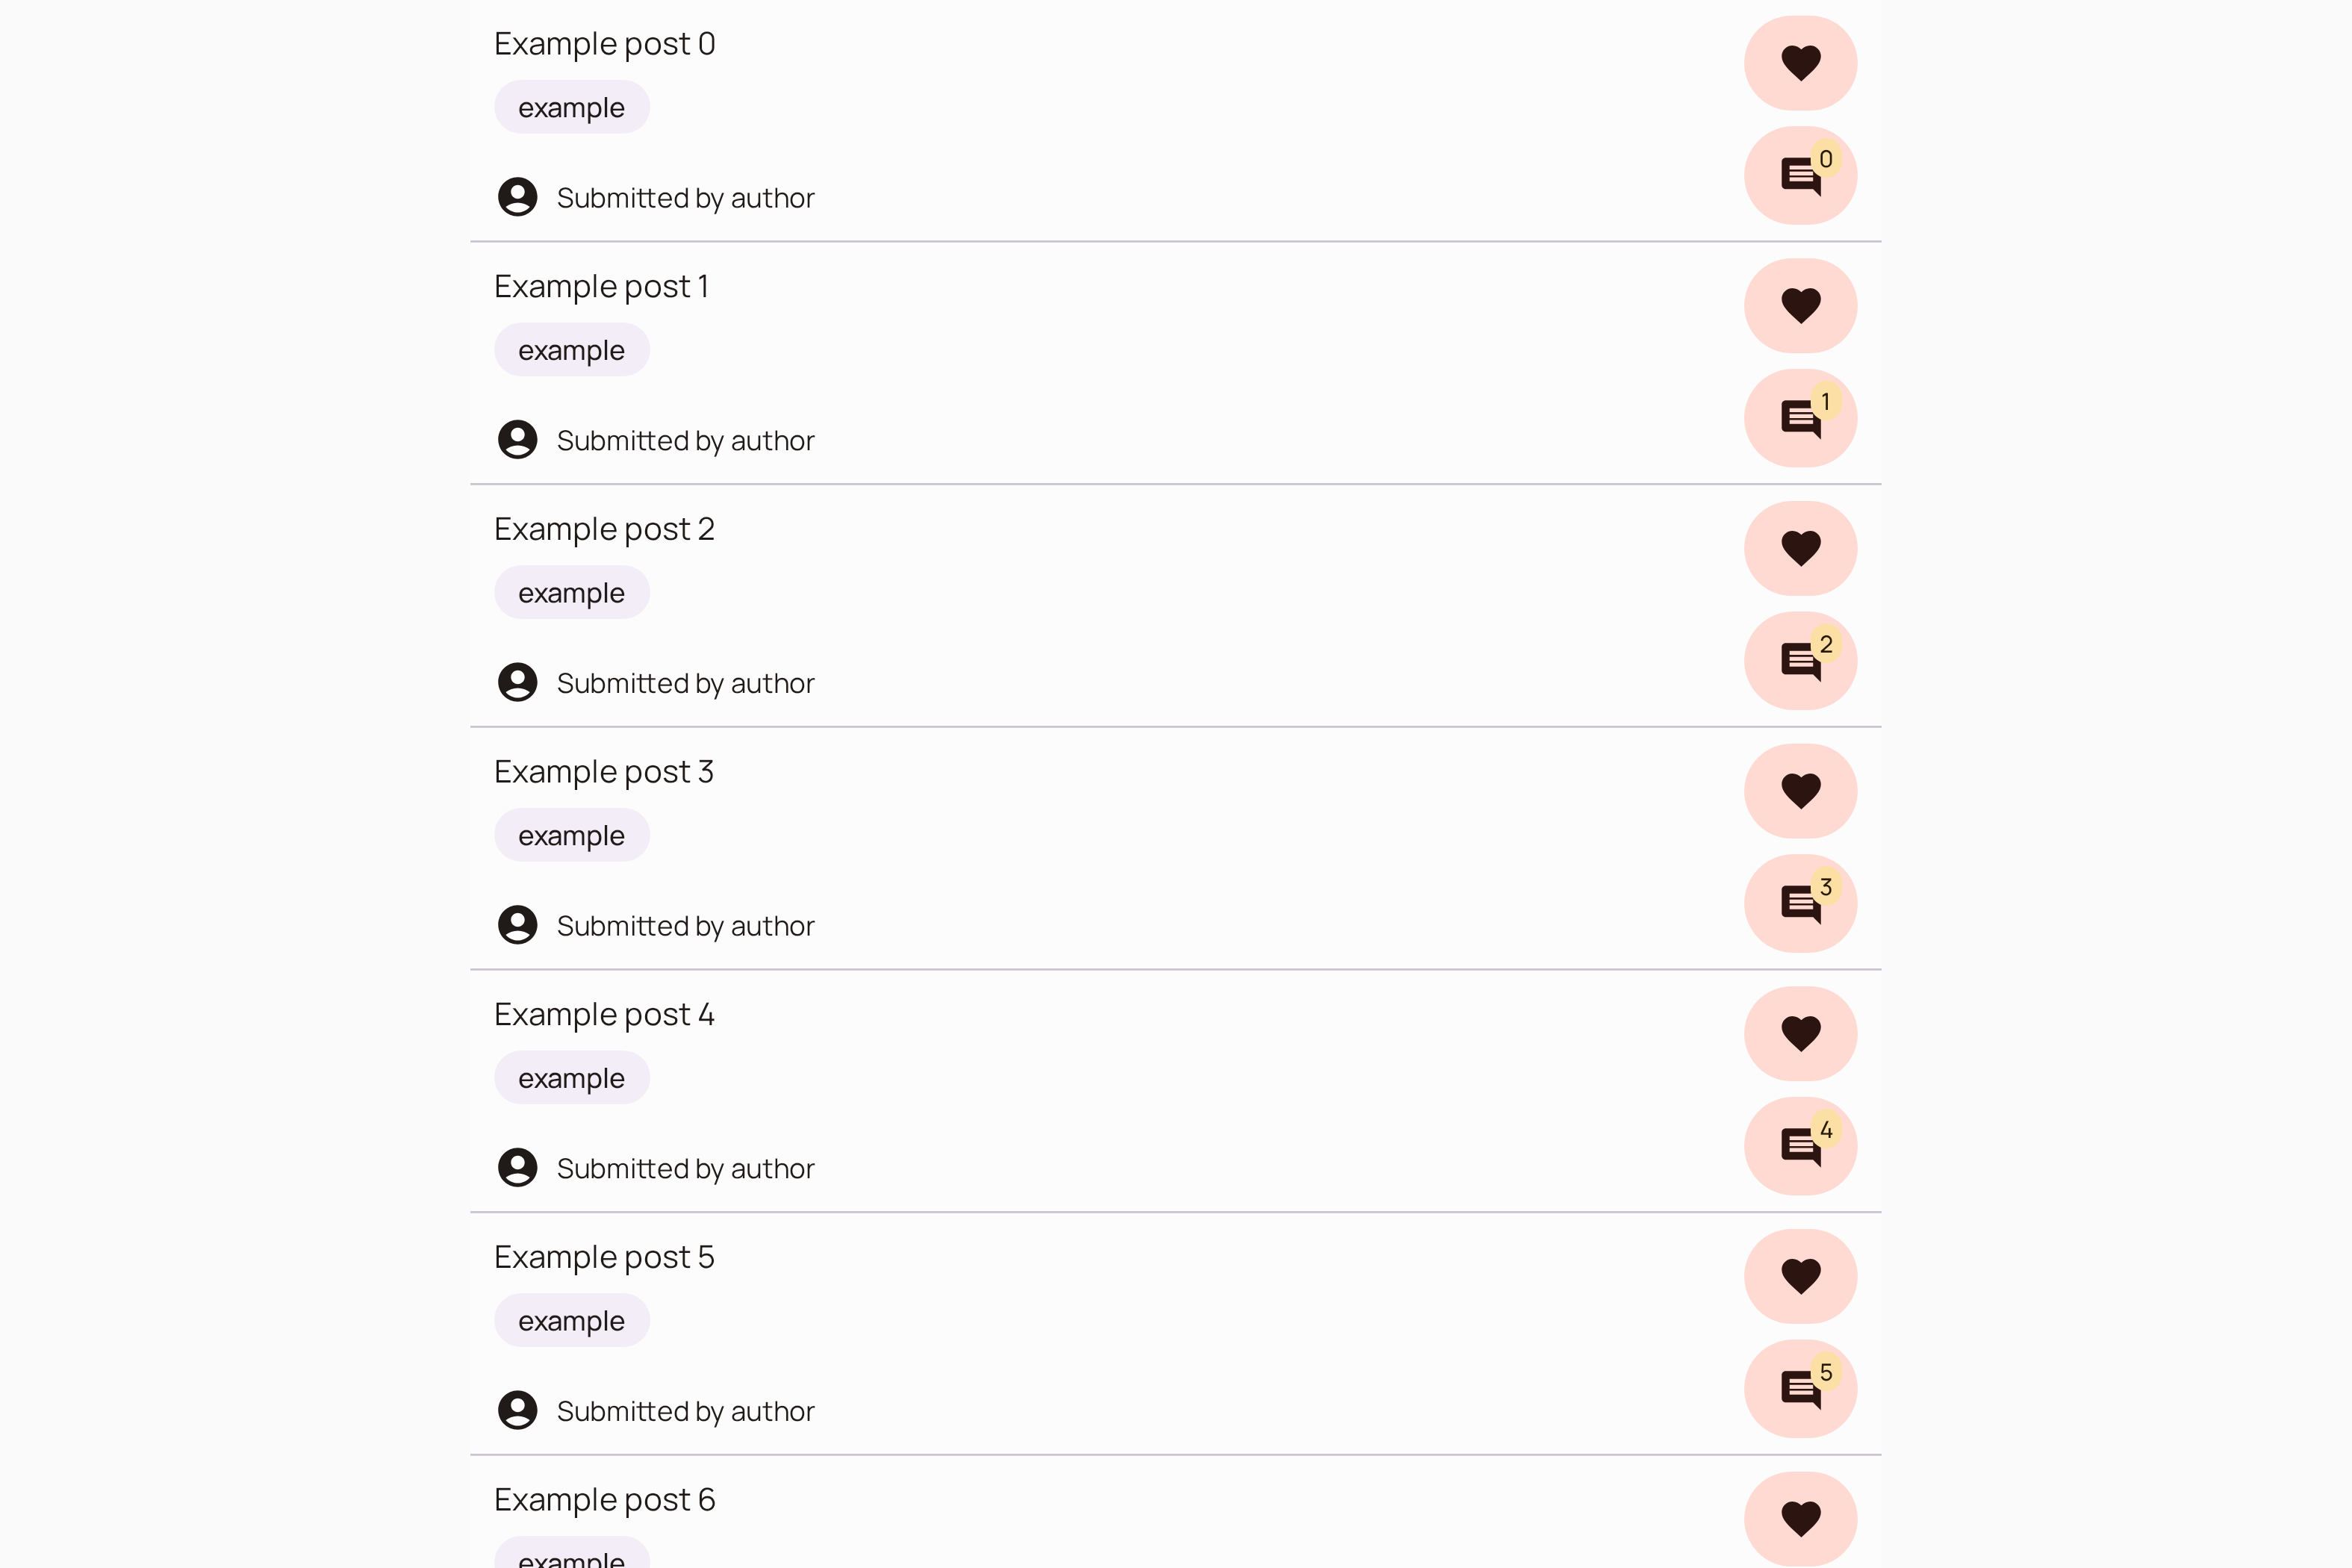 Example post 0
example
0
Submitted by author
Example post 1
example
1
Submitted by author
Example post 2
example
2
Submitted by author
Example post 3
example
3
Submitted by author
Example post 4
example
4
Submitted by author
Example post 5
example
5
Submitted by author
Example post 6
example